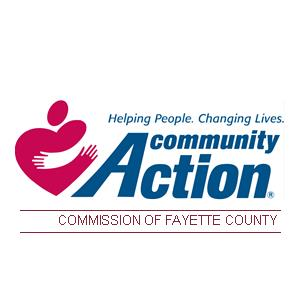 Helping People. Changing Lives.
community
Action®
COMMISSION OF FAYETTE COUNTY